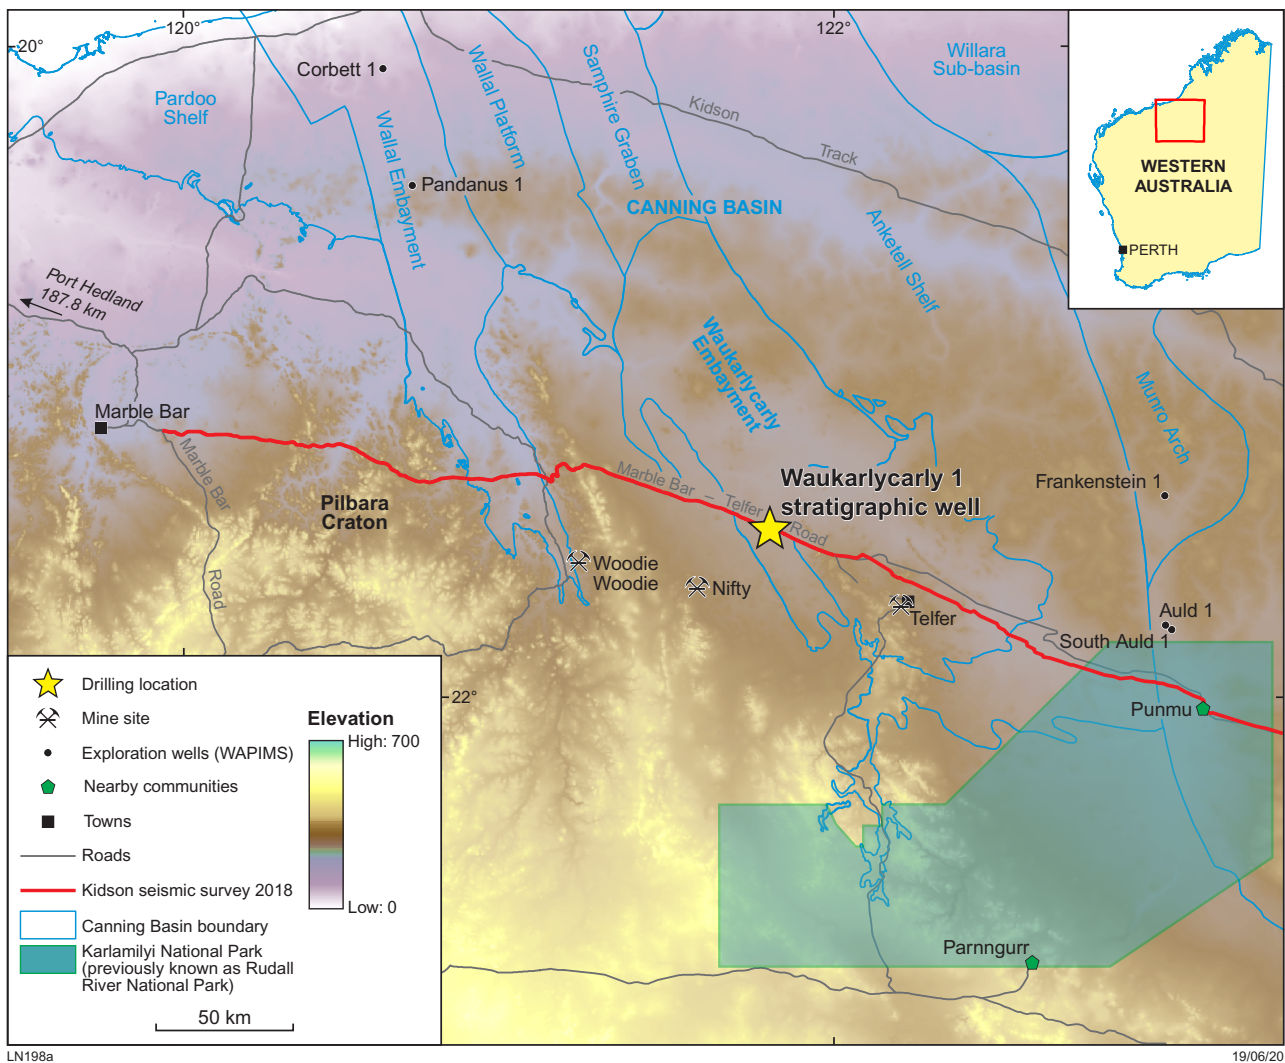 120°
122°
20°
Corbett 1
Pardoo
Shelf
Wallal Platform
Samphire Graben
Willara
Sub-basin
Kidson
Track
Wallal Embayment
Pandanus 1
CANNING BASIN
Anketell Shelf
WESTERN
AUSTRALIA
PERTH
Port Hedland
187.8 km
Waukarlycarly
Embayment
Munro Arch
Marble Bar
Marble Bar
Road
Pilbara
Craton
Marble Bar – Telfer Road
Waukarlycarly 1
stratigraphic well
Frankenstein 1
Woodie
Woodie
Nifty
Telfer
Auld 1
South Auld 1
22°
Punmu
Parnngurr
Drilling location
Mine site
Exploration wells (WAPIMS)
Nearby communities
Towns
Roads
Kidson seismic survey 2018
Canning Basin boundary
Karlamilyi National Park
(previously known as Rudall
River National Park)
Elevation
High: 700
Low: 0
50 km
LN198a
19/06/20